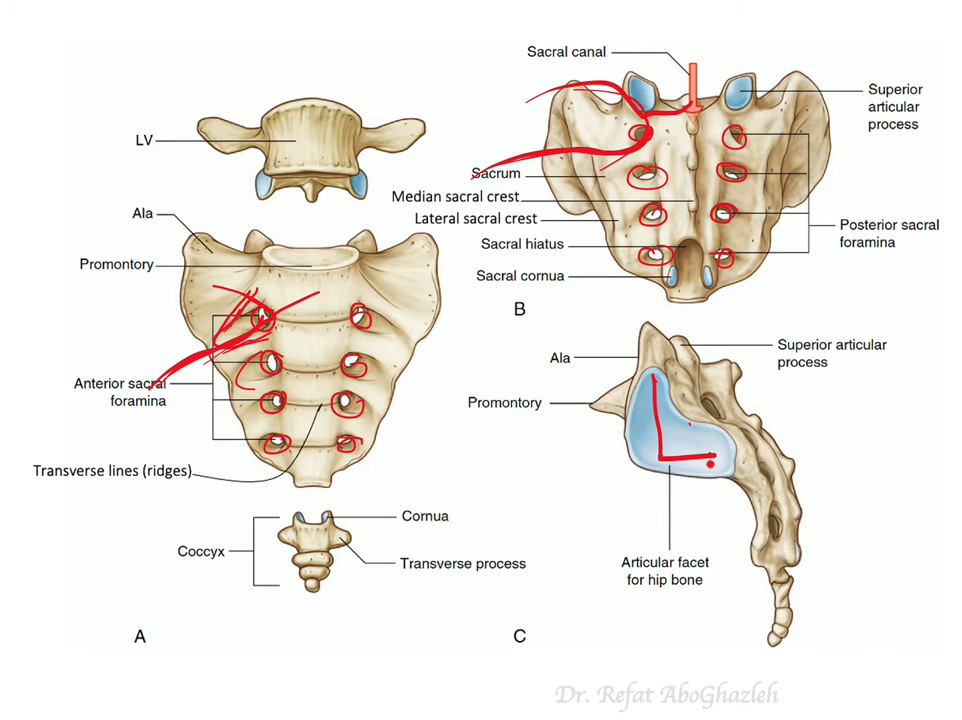 LV
Ala
Promontory
Anterior sacral
foramina
Transverse lines (ridges)
Coccyx
Cornua
Transverse process
A
Sacral canal
Superior
articular
process
Sacrum
Median sacral crest
Lateral sacral crest
Sacral hiatus
Sacral cornua
Posterior sacral
foramina
B
Ala
Promontory
Superior articular
process
Articular facet
for hip bone
C
Dr. Refat AboGhazleh